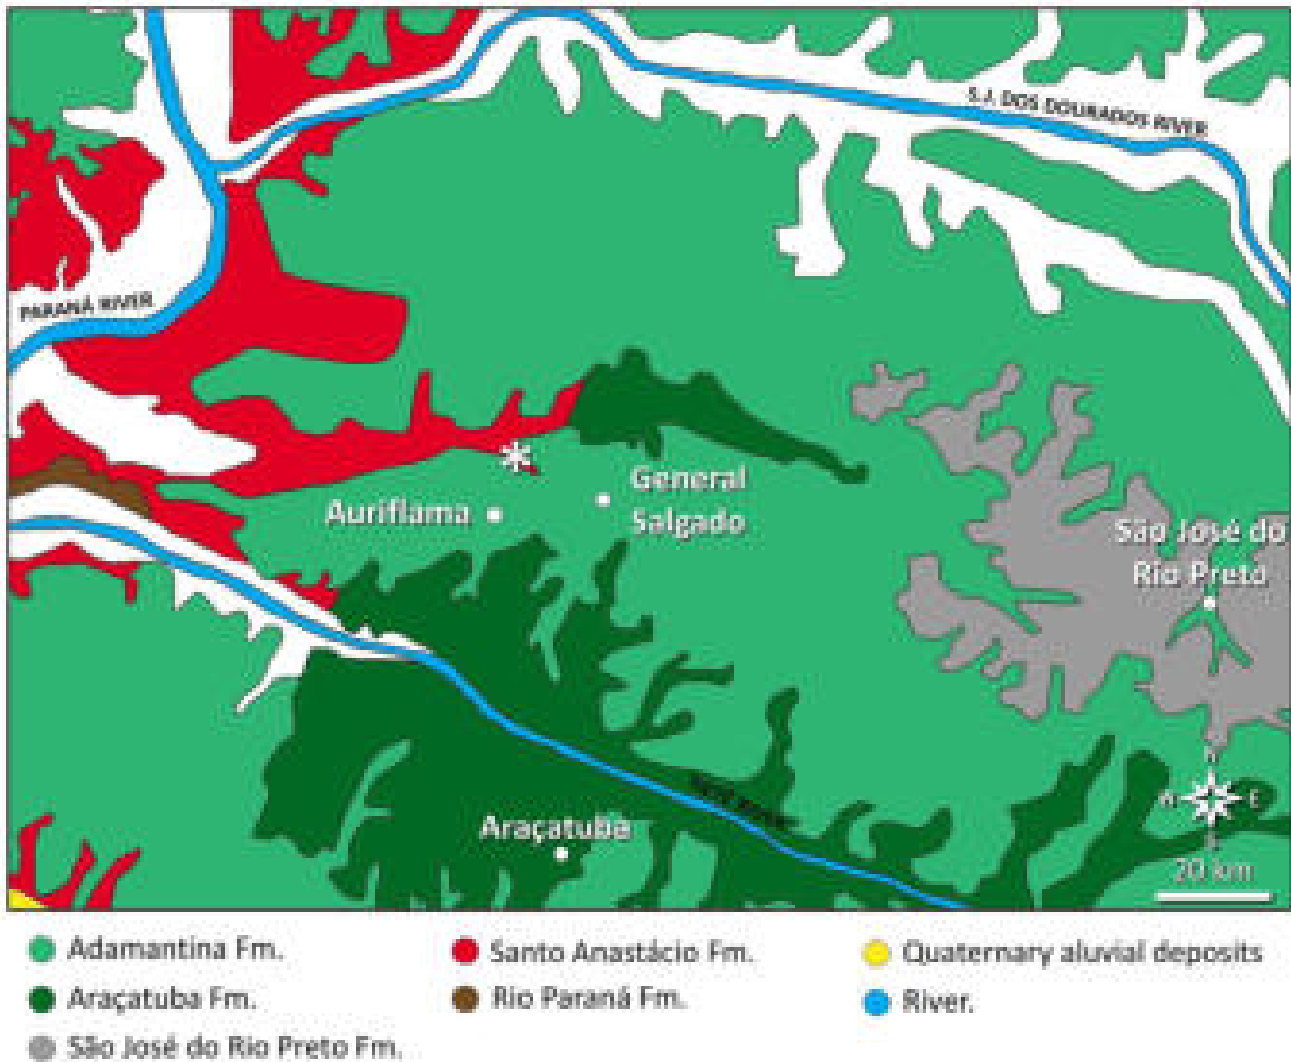 S.J. DOS DOURADOS RIVER
PARANÁ RIVER
General
Salgado
Auriflama
São José do
Rio Preto
Araçatuba
W
E
20 km
Adamantina Fm.
Santo Anastácio Fm.
Quaternary aluvial deposits
Araçatuba Fm.
Rio Paraná Fm.
River.
São José do Rio Preto Fm.